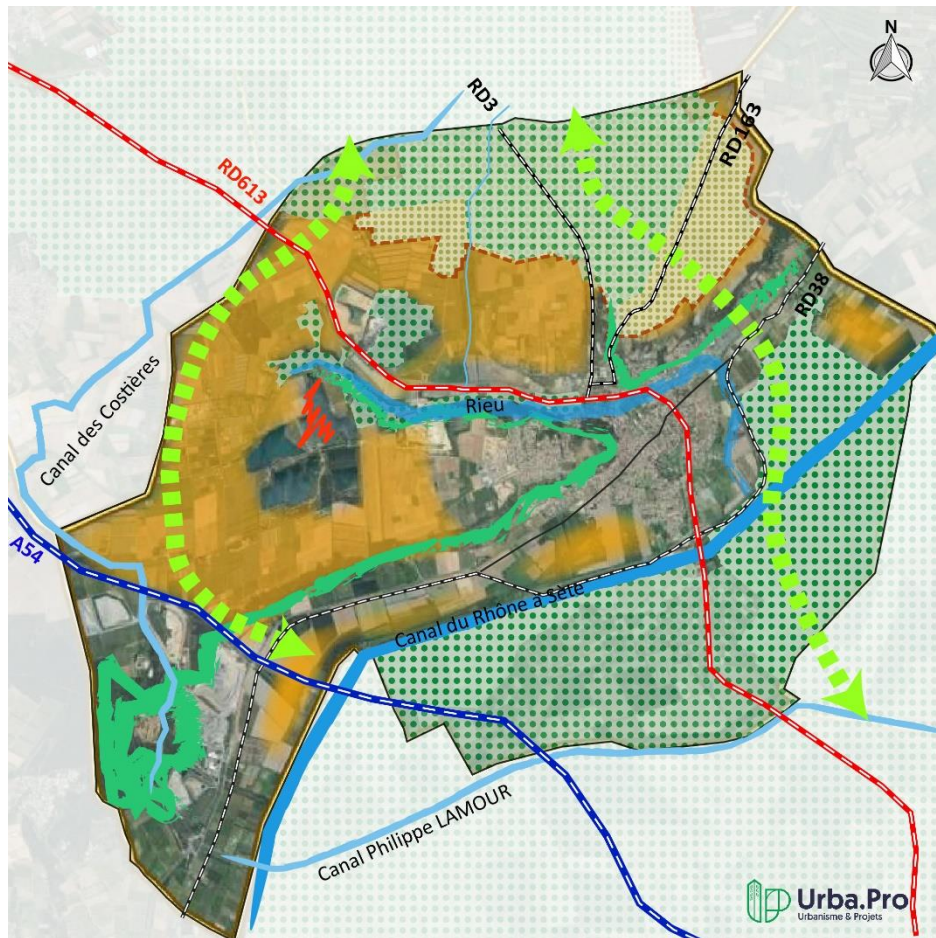 N
RD3
RD163
RD613
RD38
Canal des Costières
Rieu
A54
Canal du Rhône à Sète
Canal Philippe LAMOUR
Urba.Pro
Urbanisme & Projets